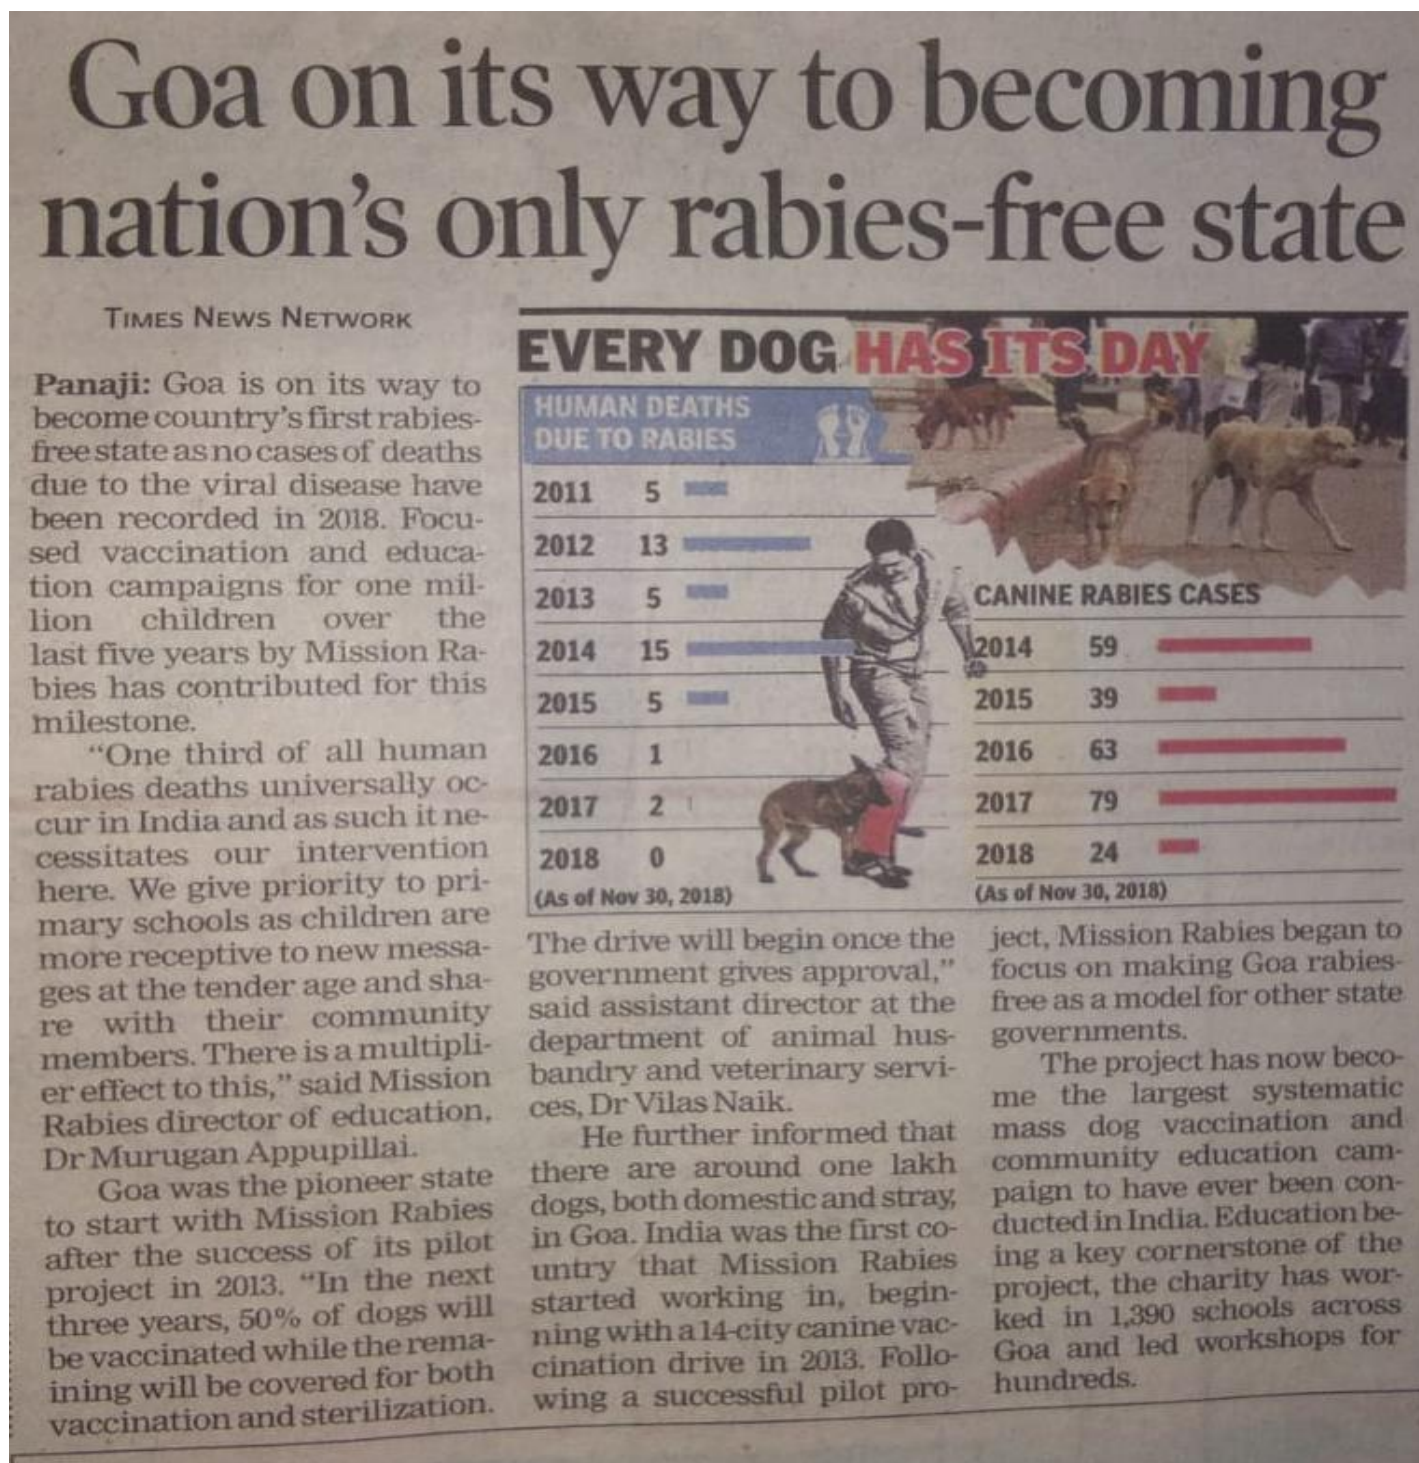 Goa on its way to becoming
nation's only rabies-free state
TIMES NEWS NETWORK
Panaji: Goa is on its way to
become country's first rabies-
free state as no cases of deaths
due to the viral disease have
been recorded in 2018. Focu-
sed vaccination and educa-
tion campaigns for one mil-
lion children over the
last five years by Mission Ra-
bies has contributed for this
milestone.
"One third of all human
rabies deaths universally oc-
cur in India and as such it ne-
cessitates our intervention
here. We give priority to pri-
mary schools as children are
more receptive to new messa-
ges at the tender age and sha-
re with their community
members. There is a multipli-
er effect to this," said Mission
Rabies director of education,
Dr Murugan Appupillai.
Goa was the pioneer state
to start with Mission Rabies
after the success of its pilot
project in 2013. "In the next
three years, 50% of dogs will
be vaccinated while the rema-
ining will be covered for both
vaccination and sterilization.
EVERY DOG HAS ITS DAY
HUMAN DEATHS
DUE TO RABIES
2011 5
2012 13
2013 5
2014 15
2015 5
2016 1
2017 2
2018 0
(As of Nov 30, 2018)
CANINE RABIES CASES
2014 59
2015 39
2016 63
2017 79
2018 24
(As of Nov 30, 2018)
The drive will begin once the
government gives approval,"
said assistant director at the
department of animal hus-
bandry and veterinary servi-
ces, Dr Vilas Naik.
He further informed that
there are around one lakh
dogs, both domestic and stray,
in Goa. India was the first co-
untry that Mission Rabies
started working in, begin-
ning with a 14-city canine vac-
cination drive in 2013. Follo-
wing a successful pilot pro-
ject, Mission Rabies began to
focus on making Goa rabies-
free as a model for other state
governments.
The project has now beco-
me the largest systematic
mass dog vaccination and
community education cam-
paign to have ever been con-
ducted in India. Education be-
ing a key cornerstone of the
project, the charity has wor-
ked in 1,390 schools across
Goa and led workshops for
hundreds.